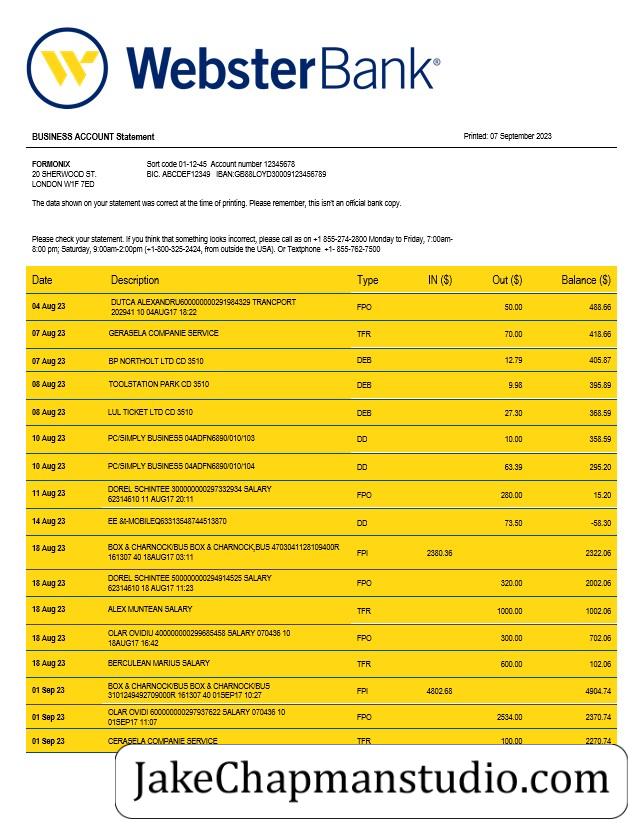 WebsterBank®
BUSINESS ACCOUNT Statement Printed: 07 September 2023
FORMONIX Sort code 01-12-45 Account number 12345678
20 SHERWOOD ST. BIC. ABCDEF12349 IBAN:GB88LOYD30009123456789
LONDON W1F 7ED
The data shown on your statement was correct at the time of printing. Please remember, this isn't an official bank copy.
Please check your statement. If you think that something looks incorrect, please call as on +1 855-274-2800 Monday to Friday, 7:00am-
8:00 pm; Saturday, 9:00am-2:00pm (+1-800-325-2424, from outside the USA). Or Textphone +1- 855-762-7500
Date Description Type IN ($) Out ($) Balance ($)
04 Aug 23 DUTCA ALEXANDRU600000000291984329 TRANCPORT
202941 10 04AUG17 18:22 FPO 50.00 488.66
07 Aug 23 GERASELA COMPANIE SERVICE TFR 70.00 418.66
07 Aug 23 BP NORTHOLT LTD CD 3510 DEB 12.79 405.87
08 Aug 23 TOOLSTATION PARK CD 3510 DEB 9.98 395.89
08 Aug 23 LUL TICKET LTD CD 3510 DEB 27.30 368.59
10 Aug 23 PC/SIMPLY BUSINESS 04ADFN6890/010/103 DD 10.00 358.59
10 Aug 23 PC/SIMPLY BUSINESS 04ADFN6890/010/104 DD 63.39 295.20
11 Aug 23 DOREL SCHINTEE 300000000297332934 SALARY
62314610 11 AUG17 20:11 FPO 280.00 15.20
14 Aug 23 EE &t-MOBILEQ63313548744513870 DD 73.50 -58.30
18 Aug 23 BOX & CHARNOCK/BUS BOX & CHARNOCK,BUS 4703041128109400R
161307 40 18AUG17 03:11 FPI 2380.36 2322.06
18 Aug 23 DOREL SCHINTEE 500000000294914525 SALARY
62314610 18 AUG17 11:23 FPO 320.00 2002.06
18 Aug 23 ALEX MUNTEAN SALARY TFR 1000.00 1002.06
18 Aug 23 OLAR OVIDIU 400000000299685458 SALARY 070436 10
18AUG17 16:42 FPO 300.00 702.06
18 Aug 23 BERCULEAN MARIUS SALARY TFR 600.00 102.06
01 Sep 23 BOX & CHARNOCK/BUS BOX & CHARNOCK/BUS
3101249492709000R 161307 40 01SEP17 10:27 FPI 4802.68 4904.74
01 Sep 23 OLAR OVIDI 600000000297937622 SALARY 070436 10
01SEP17 11:07 FPO 2534.00 2370.74
01 Sep 23 CERASELA COMPANIE SERVICE TFR 100.00 2270.74
JakeChapmanstudio.com